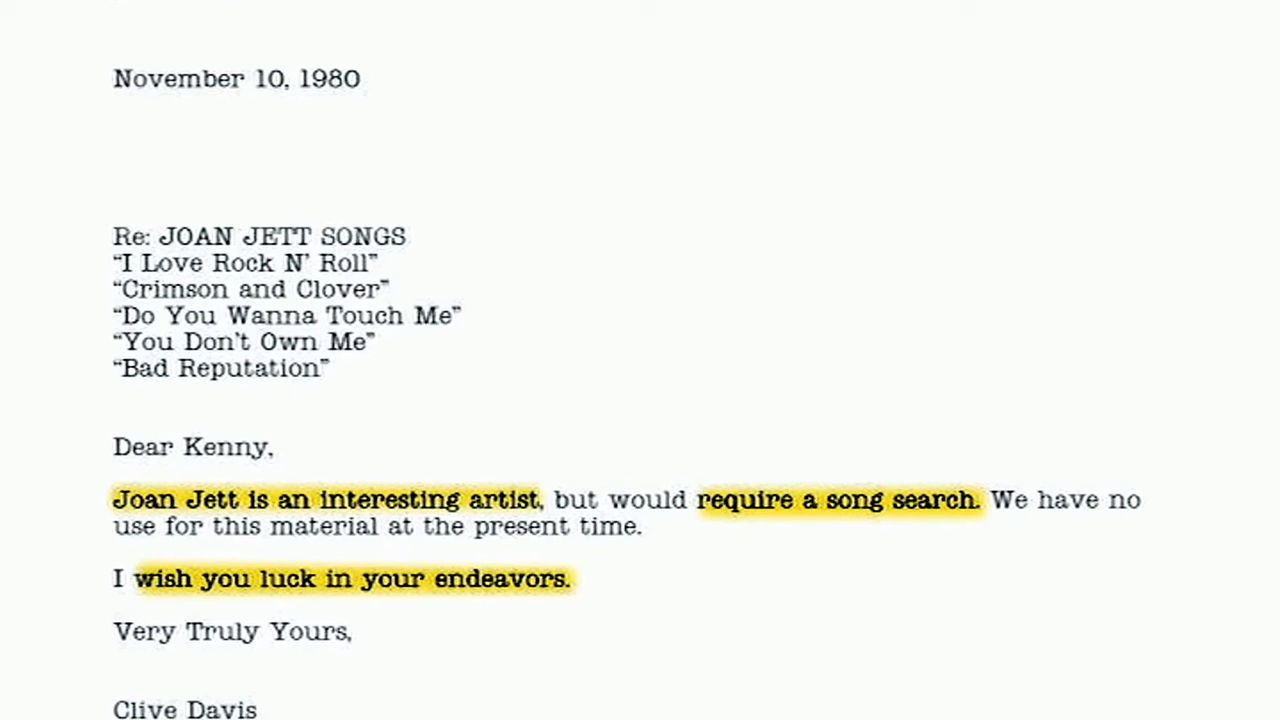 November 10, 1980
Re: JOAN JETT SONGS
“I Love Rock N’ Roll”
“Crimson and Clover”
“Do You Wanna Touch Me”
“You Don’t Own Me”
“Bad Reputation”
Dear Kenny,
Joan Jett is an interesting artist, but would require a song search. We have no
use for this material at the present time.
I wish you luck in your endeavors.
Very Truly Yours,
Clive Davis